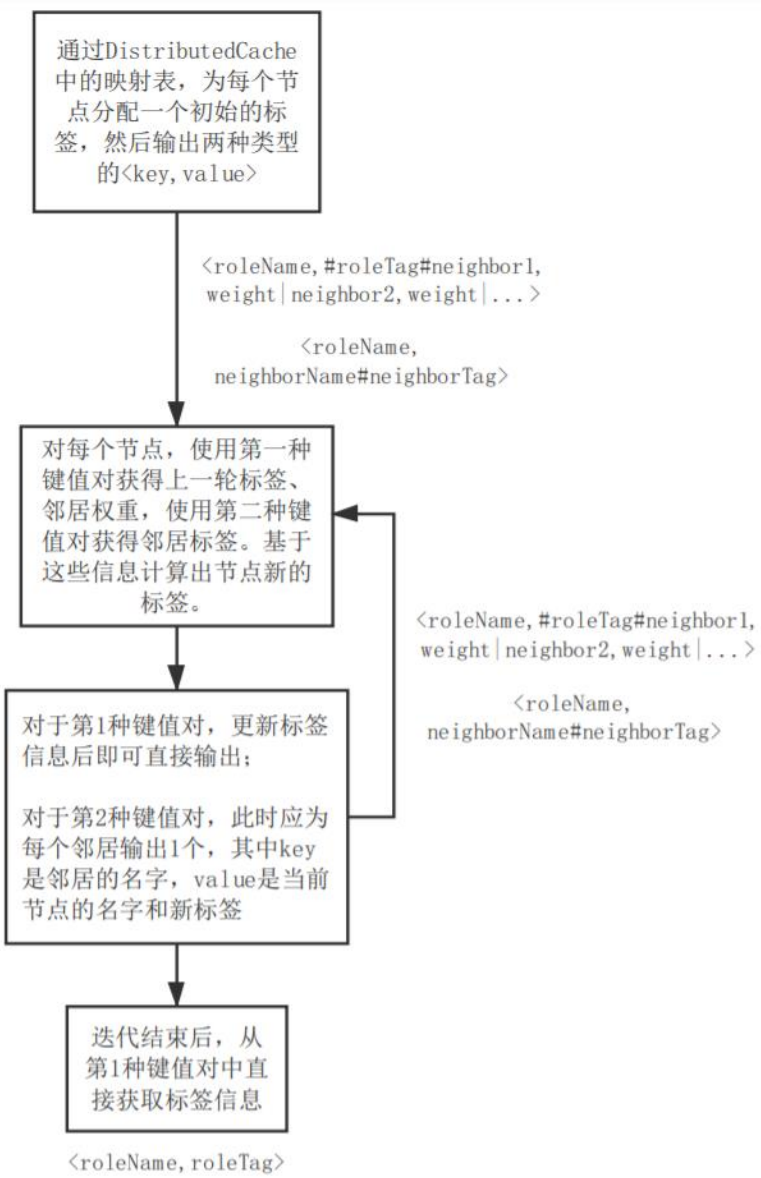 通过DistributedCache
中的映射表，为每个节
点分配一个初始的标
签，然后输出两种类型
的<key,value>
<roleName,#roleTag#neighbor1,
weight|neighbor2,weight|...>
<roleName,
neighborName#neighborTag>
对每个节点，使用第一种
键值对获得上一轮标签、
邻居权重，使用第二种键
值对获得邻居标签。基于
这些信息计算出节点新的
标签。
<roleName,#roleTag#neighbor1,
weight|neighbor2,weight|...>
<roleName,
neighborName#neighborTag>
对于第1种键值对，更新标签
信息后即可直接输出；
对于第2种键值对，此时应为
每个邻居输出1个，其中key
是邻居的名字，value是当前
节点的名字和新标签
迭代结束后，从
第1种键值对中直
接获取标签信息
<roleName,roleTag>